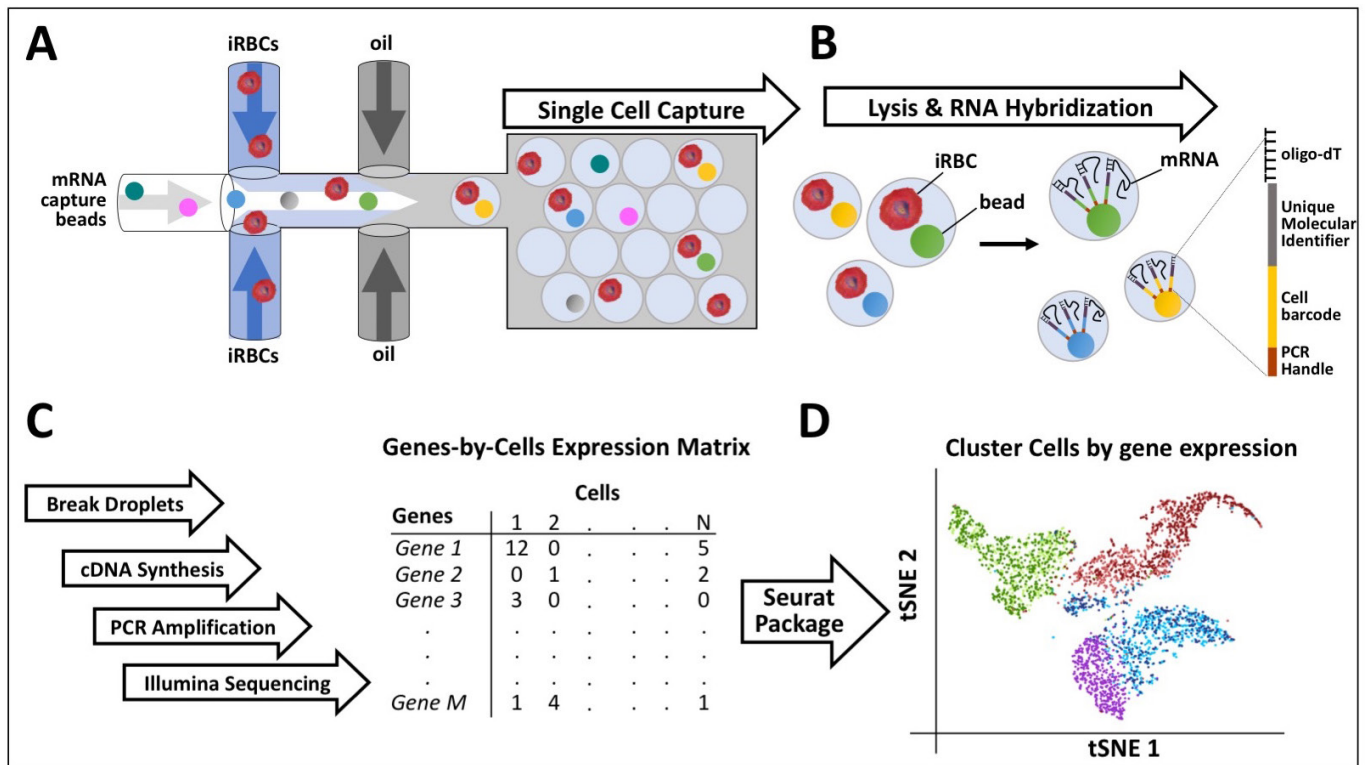 A
iRBCs
oil
mRNA
capture
beads
iRBCs
oil
Single Cell Capture
B
Lysis & RNA Hybridization
iRBC
bead
mRNA
TTTTT
oligo-dT
Unique
Molecular
Identifier
Cell
barcode
PCR
Handle
C
Break Droplets
cDNA Synthesis
PCR Amplification
Illumina Sequencing
Genes-by-Cells Expression Matrix
Cells
Genes 1 2 . . . N
Gene 1 12 0 . . . 5
Gene 2 0 1 . . . 2
Gene 3 3 0 . . . 0
. . . . . . .
. . . . . . .
. . . . . . .
Gene M 1 4 . . . 1
Seurat
Package
D
Cluster Cells by gene expression
tSNE 2
tSNE 1